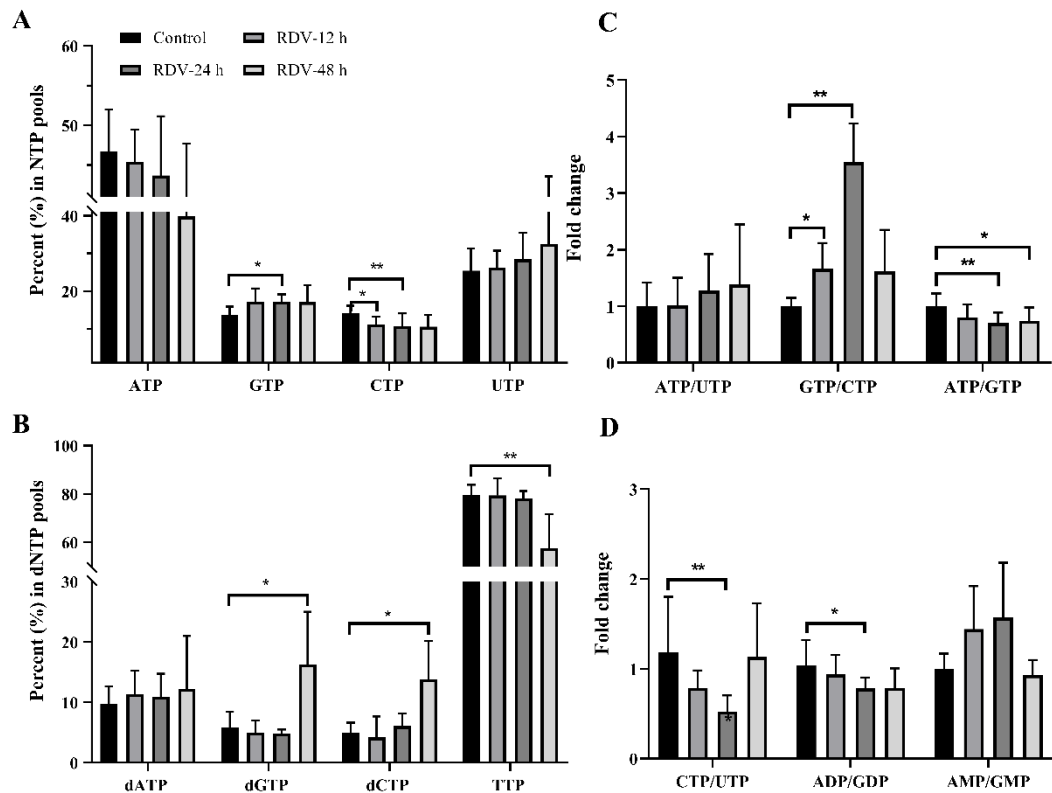 A
Control
RDV-12 h
RDV-24 h
RDV-48 h
Percent (%) in NTP pools
60
50
40
20
*
**
*
ATP
GTP
CTP
UTP
B
Percent (%) in dNTP pools
100
80
60
30
20
10
0
*
*
**
dATP
dGTP
dCTP
TTP
C
Fold change
5
4
3
2
1
0
**
*
*
**
ATP/UTP
GTP/CTP
ATP/GTP
D
Fold change
3
2
1
0
**
*
*
CTP/UTP
ADP/GDP
AMP/GMP